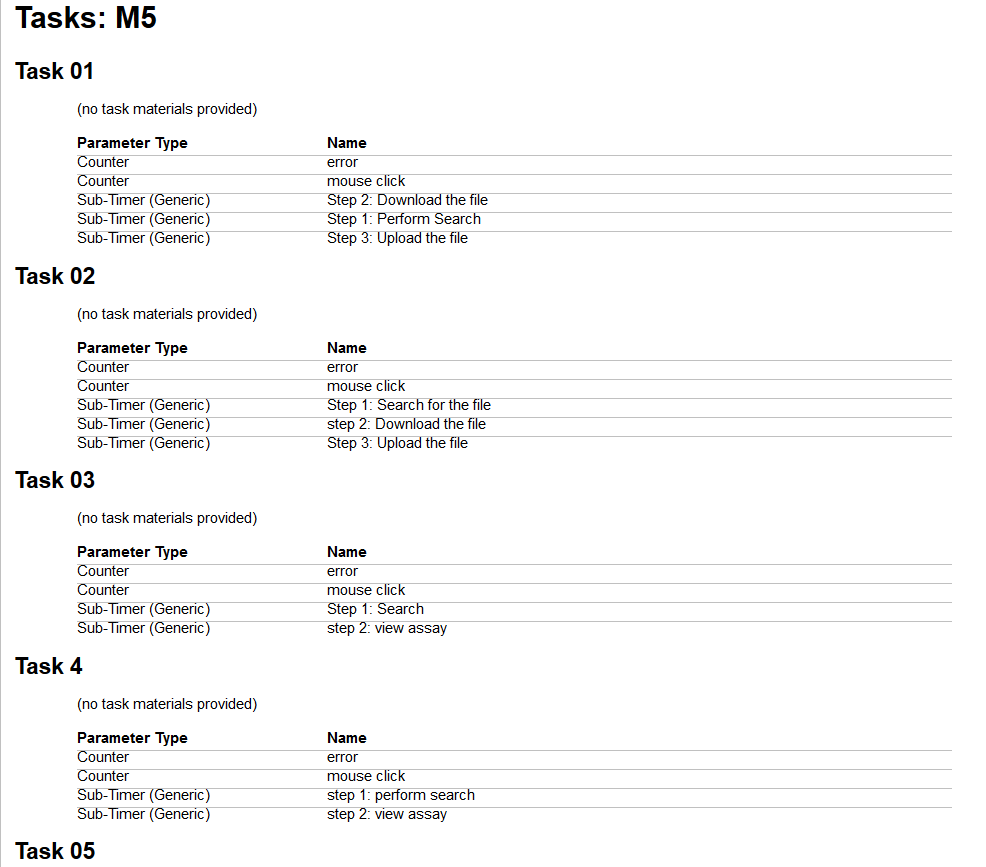 Tasks: M5
Task 01
(no task materials provided)
Parameter Type Name
Counter error
Counter mouse click
Sub-Timer (Generic) Step 2: Download the file
Sub-Timer (Generic) Step 1: Perform Search
Sub-Timer (Generic) Step 3: Upload the file
Task 02
(no task materials provided)
Parameter Type Name
Counter error
Counter mouse click
Sub-Timer (Generic) Step 1: Search for the file
Sub-Timer (Generic) step 2: Download the file
Sub-Timer (Generic) Step 3: Upload the file
Task 03
(no task materials provided)
Parameter Type Name
Counter error
Counter mouse click
Sub-Timer (Generic) Step 1: Search
Sub-Timer (Generic) step 2: view assay
Task 4
(no task materials provided)
Parameter Type Name
Counter error
Counter mouse click
Sub-Timer (Generic) step 1: perform search
Sub-Timer (Generic) step 2: view assay
Task 05